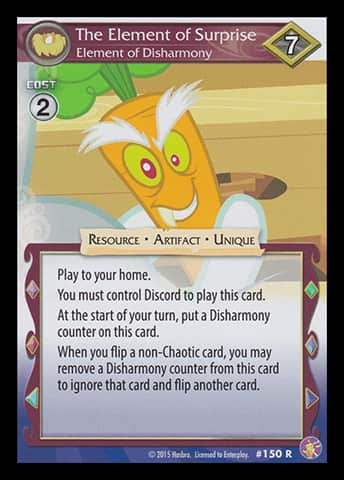 The Element of Surprise
Element of Disharmony
7
COST
2
RESOURCE • ARTIFACT • UNIQUE
Play to your home.
You must control Discord to play this card.
At the start of your turn, put a Disharmony
counter on this card.
When you flip a non-Chaotic card, you may
remove a Disharmony counter from this card
to ignore that card and flip another card.
© 2015 Hasbro. Licensed to Enterplay. #150 R